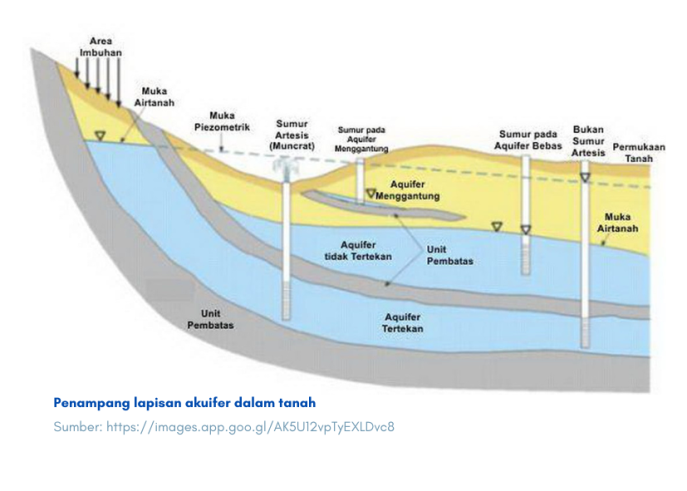 Area
Imbuhan
Muka
Airtanah
Muka
Piezometrik
Sumur
Artesis
(Muncrat)
Sumur pada
Aquifer
Mengantung
Sumur pada
Aquifer Bebas
Bukan
Sumur
Artesis
Permukaan
Tanah
Aquifer
Menggantung
Muka
Airtanah
Aquifer
tidak Tertekan
Unit
Pembatas
Unit
Pembatas
Aquifer
Tertekan
Penampang lapisan akuifer dalam tanah
Sumber: https://images.app.goo.gl/AK5U12vpTyEXLDvc8